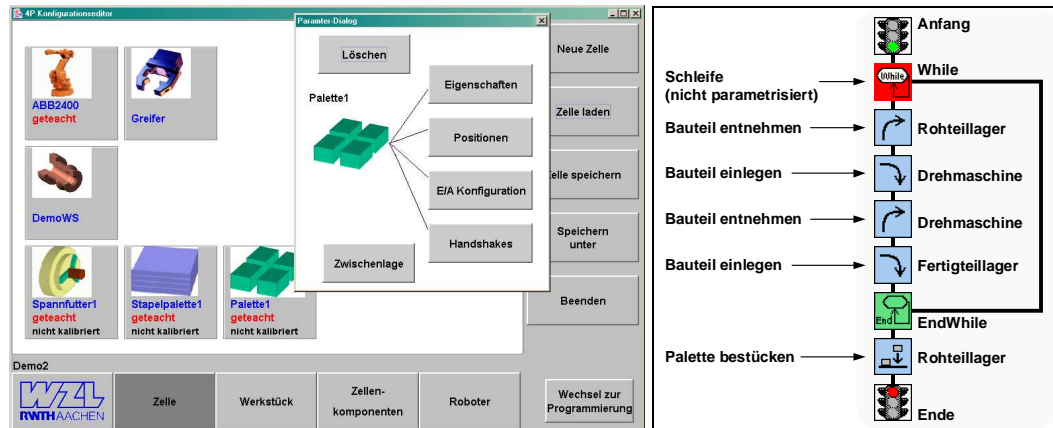 4P Konfigurationseditor
ABB2400
geteacht
Greifer
DemoWS
Spannfutter1
geteacht
nicht kalibriert
Stapelpalette1
geteacht
nicht kalibriert
Palette1
geteacht
nicht kalibriert
Paramter-Dialog
Löschen
Palette1
Eigenschaften
Positionen
E/A Konfiguration
Handshakes
Zwischenlage
Neue Zelle
Zelle laden
elle speichern
Speichern
unter
Beenden
Demo2
WZL
RWTHAACHEN
Zelle
Werkstück
Zellen-
komponenten
Roboter
Wechsel zur
Programmierung
Anfang
Schleife
(nicht parametrisiert)
While
While
Bauteil entnehmen
Rohteillager
Bauteil einlegen
Drehmaschine
Bauteil entnehmen
Drehmaschine
Bauteil einlegen
Fertigteillager
End
EndWhile
Palette bestücken
Rohteillager
Ende